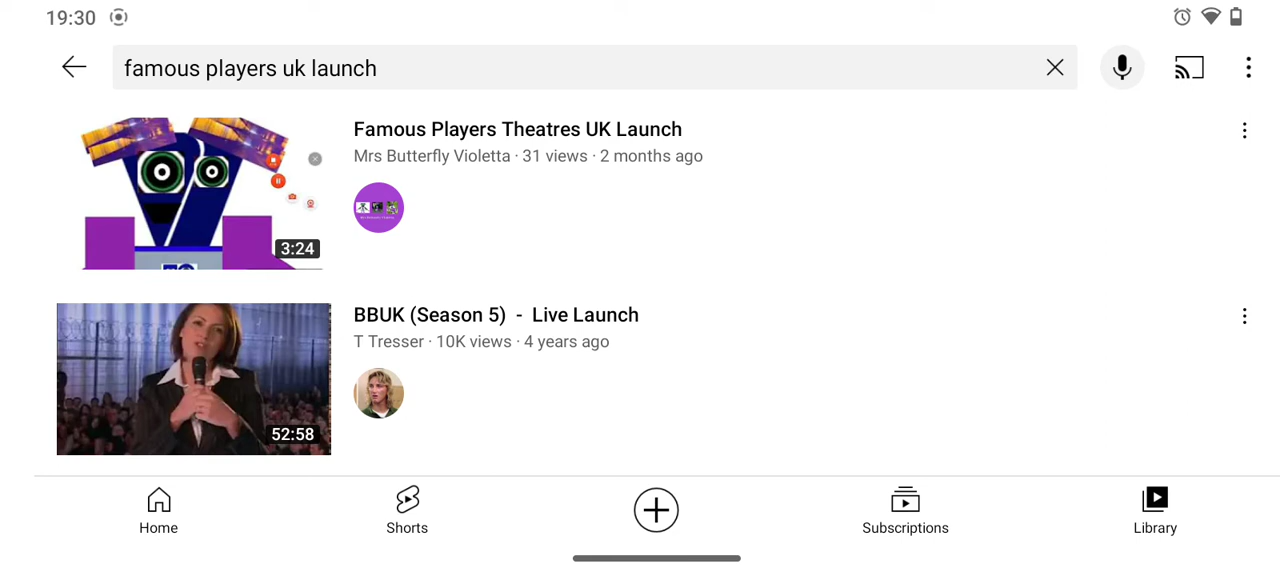 19:30
famous players uk launch
Famous Players Theatres UK Launch
Mrs Butterfly Violetta · 31 views · 2 months ago
3:24
BBUK (Season 5) - Live Launch
T Tresser · 10K views · 4 years ago
52:58
Home
Shorts
Subscriptions
Library